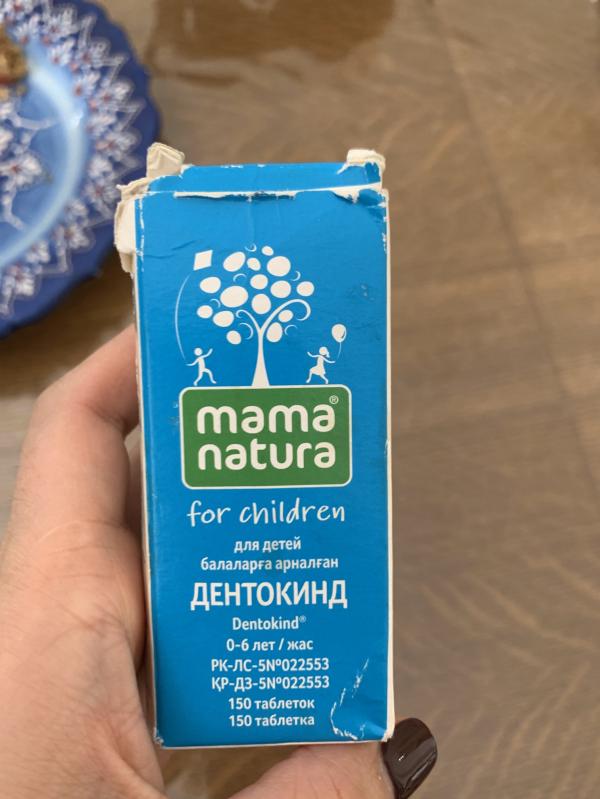 mama®
natura
for children
для детей
балаларға арналған
ДЕНТОКИНД
Dentokind®
0-6 лет / жас
РК-ЛС-5№022553
ҚР-ДЗ-5№022553
150 таблеток
150 таблетка